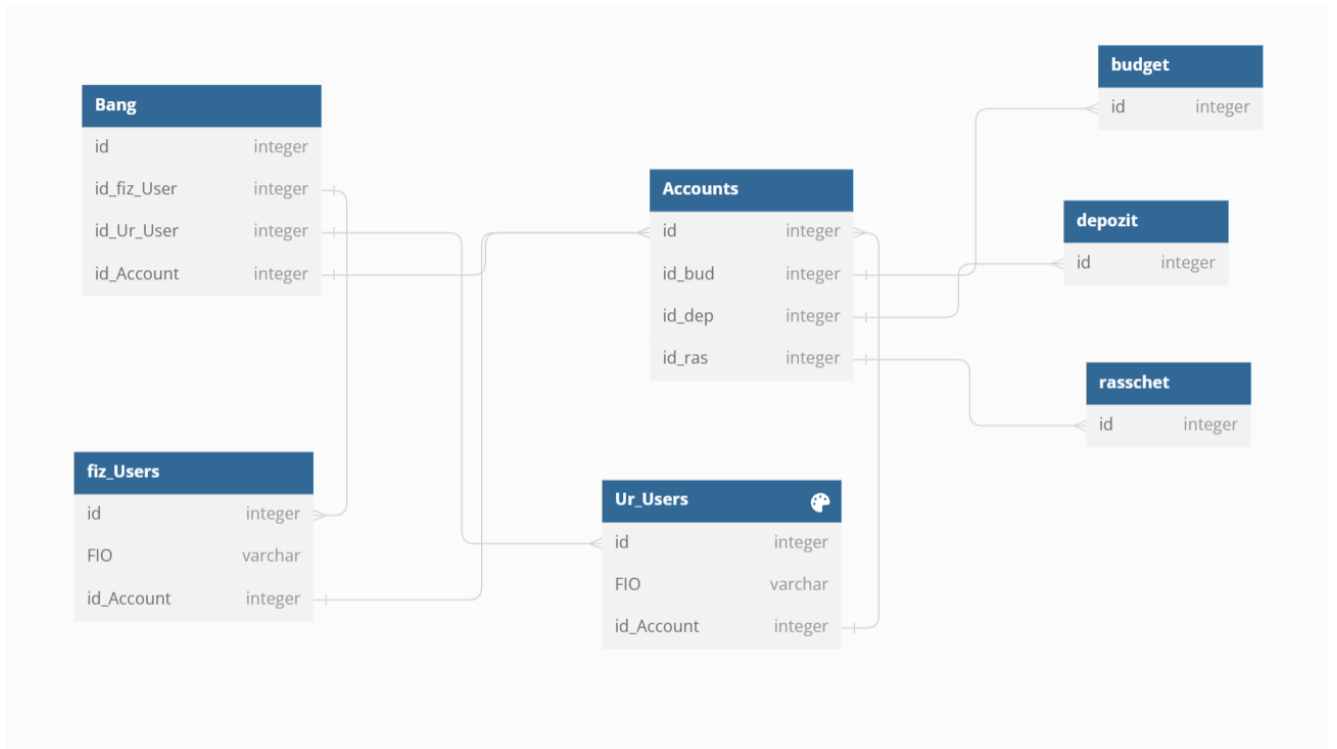 Bang
id integer
id_fiz_User integer
id_Ur_User integer
id_Account integer
fiz_Users
id integer
FIO varchar
id_Account integer
Accounts
id integer
id_bud integer
id_dep integer
id_ras integer
Ur_Users
id integer
FIO varchar
id_Account integer
budget
id integer
depozit
id integer
rasschet
id integer